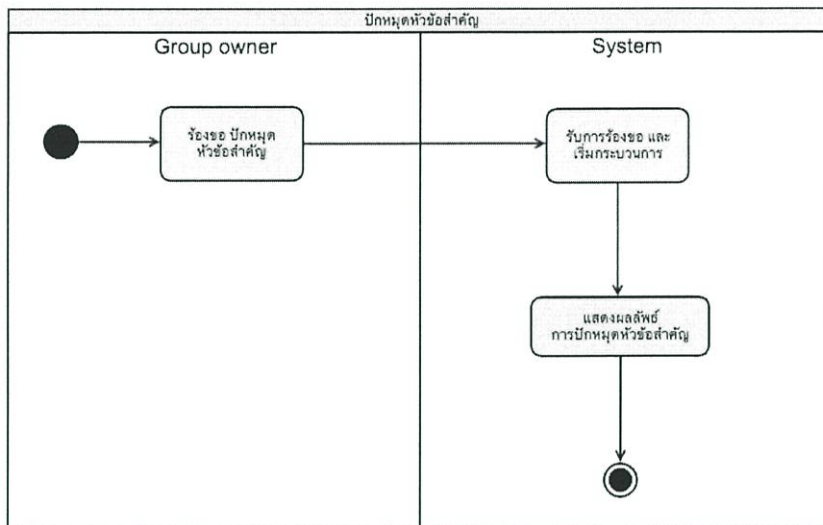 ปักหมุดหัวข้อสำคัญ
Group owner
System
ร้องขอ ปักหมุด
หัวข้อสำคัญ
รับการร้องขอ และ
เริ่มกระบวนการ
แสดงผลลัพธ์
การปักหมุดหัวข้อสำคัญ